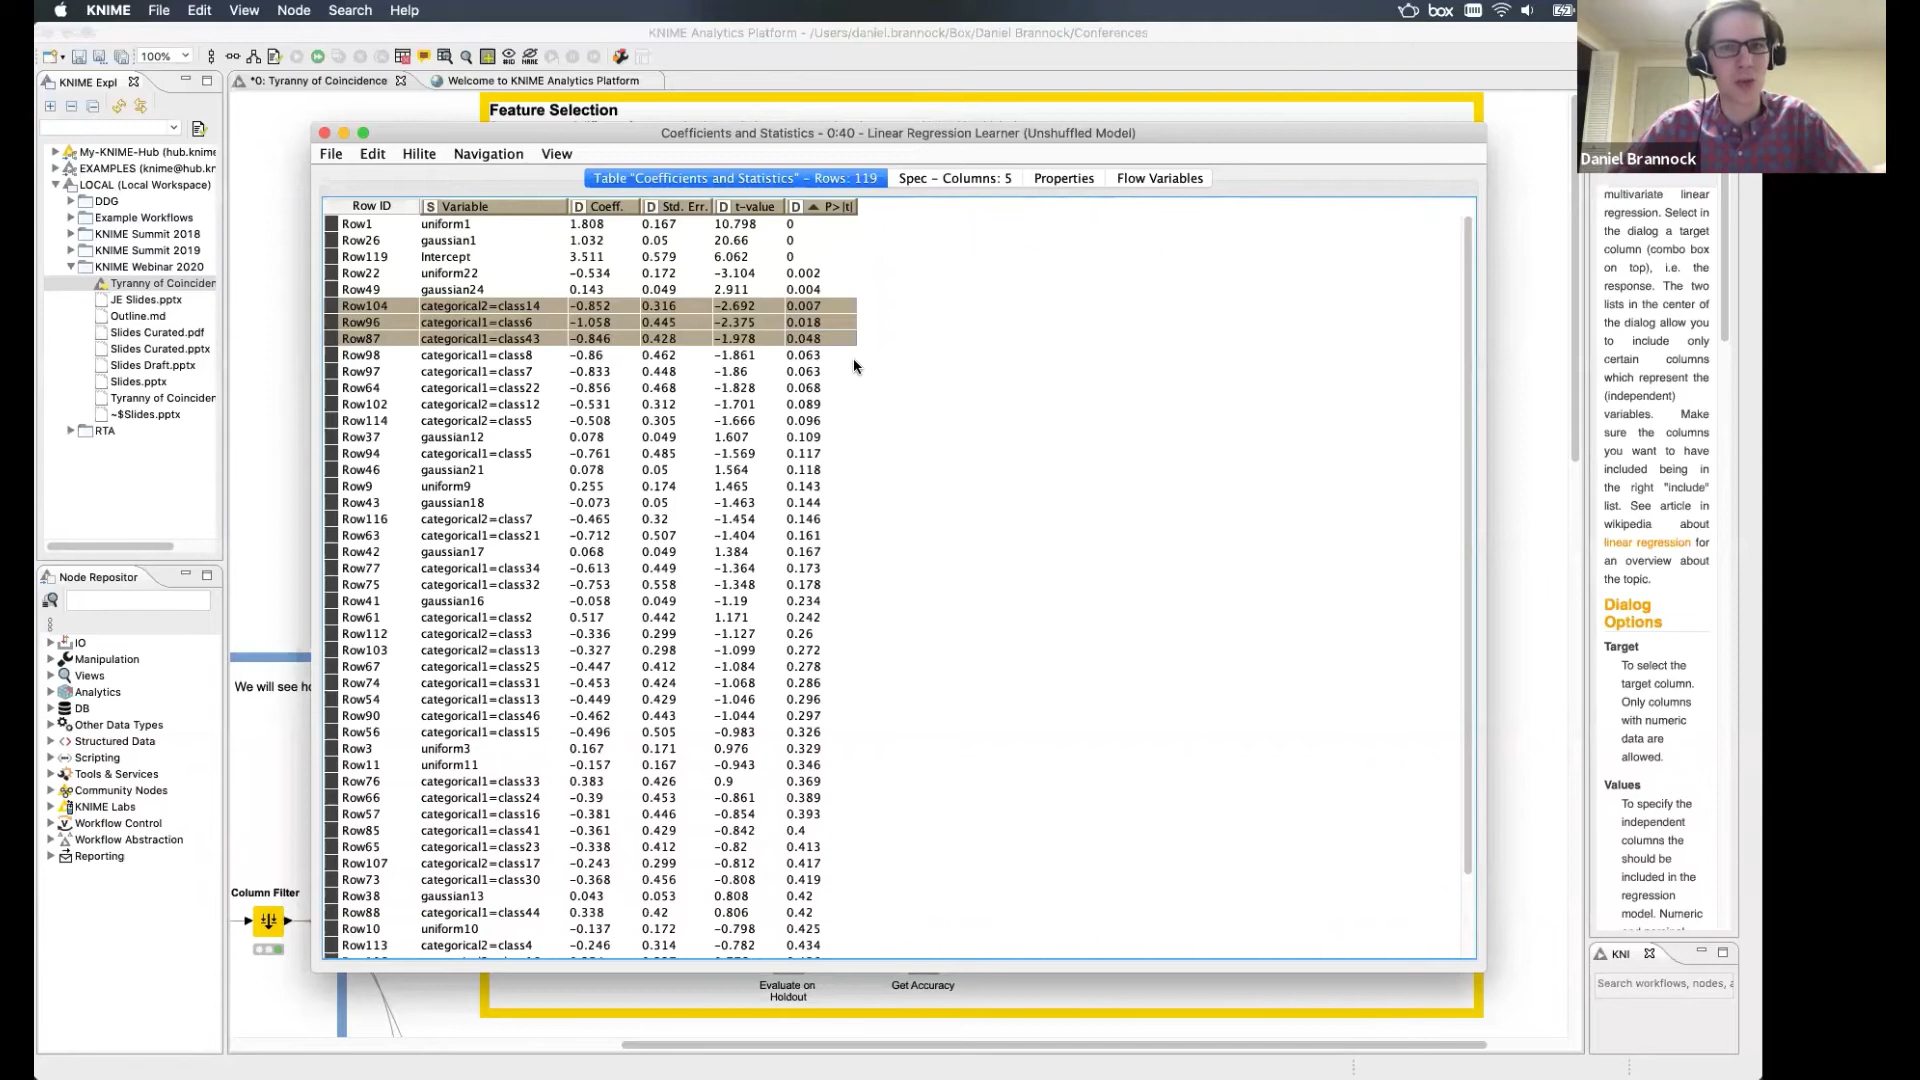 KNIME File Edit View Node Search Help
box
KNIME Analytics Platform - /Users/daniel.brannock/Box/Daniel Brannock/Conferences
100%
KNIME Expl
*0: Tyranny of Coincidence
Welcome to KNIME Analytics Platform
My-KNIME-Hub (hub.knime
EXAMPLES (knime@hub.kr
LOCAL (Local Workspace)
DDG
Example Workflows
KNIME Summit 2018
KNIME Summit 2019
KNIME Webinar 2020
Tyranny of Coincider
JE Slides.pptx
Outline.md
Slides Curated.pdf
Slides Curated.pptx
Slides Draft.pptx
Slides.pptx
Tyranny of Coincider
~$Slides.pptx
RTA
Node Repositor
IO
Manipulation
Views
Analytics
DB
Other Data Types
Structured Data
Scripting
Tools & Services
Community Nodes
KNIME Labs
Workflow Control
Workflow Abstraction
Reporting
Feature Selection
We will see ho
Column Filter
Coefficients and Statistics - 0:40 - Linear Regression Learner (Unshuffled Model)
File Edit Hilite Navigation View
Table "Coefficients and Statistics" - Rows: 119 Spec - Columns: 5 Properties Flow Variables
Row ID S Variable D Coeff. D Std. Err. D t-value D P>|t|
Row1 uniform1 1.808 0.167 10.798 0
Row26 gaussian1 1.032 0.05 20.66 0
Row119 Intercept 3.511 0.579 6.062 0
Row22 uniform22 -0.534 0.172 -3.104 0.002
Row49 gaussian24 0.143 0.049 2.911 0.004
Row104 categorical2=class14 -0.852 0.316 -2.692 0.007
Row96 categorical1=class6 -1.058 0.445 -2.375 0.018
Row87 categorical1=class43 -0.846 0.428 -1.978 0.048
Row98 categorical1=class8 -0.86 0.462 -1.861 0.063
Row97 categorical1=class7 -0.833 0.448 -1.86 0.063
Row64 categorical1=class22 -0.856 0.468 -1.828 0.068
Row102 categorical2=class12 -0.531 0.312 -1.701 0.089
Row114 categorical2=class5 -0.508 0.305 -1.666 0.096
Row37 gaussian12 0.078 0.049 1.607 0.109
Row94 categorical1=class5 -0.761 0.485 -1.569 0.117
Row46 gaussian21 0.078 0.05 1.564 0.118
Row9 uniform9 0.255 0.174 1.465 0.143
Row43 gaussian18 -0.073 0.05 -1.463 0.144
Row116 categorical2=class7 -0.465 0.32 -1.454 0.146
Row63 categorical1=class21 -0.712 0.507 -1.404 0.161
Row42 gaussian17 0.068 0.049 1.384 0.167
Row77 categorical1=class34 -0.613 0.449 -1.364 0.173
Row75 categorical1=class32 -0.753 0.558 -1.348 0.178
Row41 gaussian16 -0.058 0.049 -1.19 0.234
Row61 categorical1=class2 0.517 0.442 1.171 0.242
Row112 categorical2=class3 -0.336 0.299 -1.127 0.26
Row103 categorical2=class13 -0.327 0.298 -1.099 0.272
Row67 categorical1=class25 -0.447 0.412 -1.084 0.278
Row74 categorical1=class31 -0.453 0.424 -1.068 0.286
Row54 categorical1=class13 -0.449 0.429 -1.046 0.296
Row90 categorical1=class46 -0.462 0.443 -1.044 0.297
Row56 categorical1=class15 -0.496 0.505 -0.983 0.326
Row3 uniform3 0.167 0.171 0.976 0.329
Row11 uniform11 -0.157 0.167 -0.943 0.346
Row76 categorical1=class33 0.383 0.426 0.9 0.369
Row66 categorical1=class24 -0.39 0.453 -0.861 0.389
Row57 categorical1=class16 -0.381 0.446 -0.854 0.393
Row85 categorical1=class41 -0.361 0.429 -0.842 0.4
Row65 categorical1=class23 -0.338 0.412 -0.82 0.413
Row107 categorical2=class17 -0.243 0.299 -0.812 0.417
Row73 categorical1=class30 -0.368 0.456 -0.808 0.419
Row38 gaussian13 0.043 0.053 0.808 0.42
Row88 categorical1=class44 0.338 0.42 0.806 0.42
Row10 uniform10 -0.137 0.172 -0.798 0.425
Row113 categorical2=class4 -0.246 0.314 -0.782 0.434
Evaluate on
Holdout
Get Accuracy
Daniel Brannock
multivariate linear
regression. Select in
the dialog a target
column (combo box
on top), i.e. the
response. The two
lists in the center of
the dialog allow you
to include only
certain columns
which represent the
(independent)
variables. Make
sure the columns
you want to have
included being in
the right "include"
list. See article in
wikipedia about
linear regression for
an overview about
the topic.
Dialog
Options
Target
To select the
target column.
Only columns
with numeric
data are
allowed.
Values
To specify the
independent
columns the
should be
included in the
regression
model. Numeric
KNI
Search workflows, nodes, a